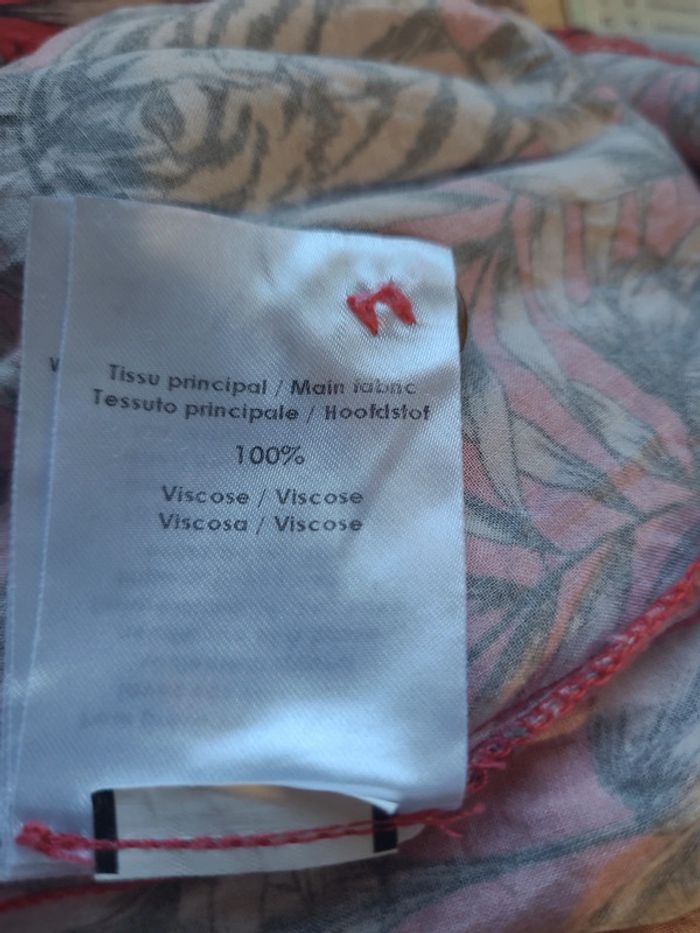 Tissu principal / Main fabric
Tessuto principale / Hoofdstof
100%
Viscose / Viscose
Viscosa / Viscose